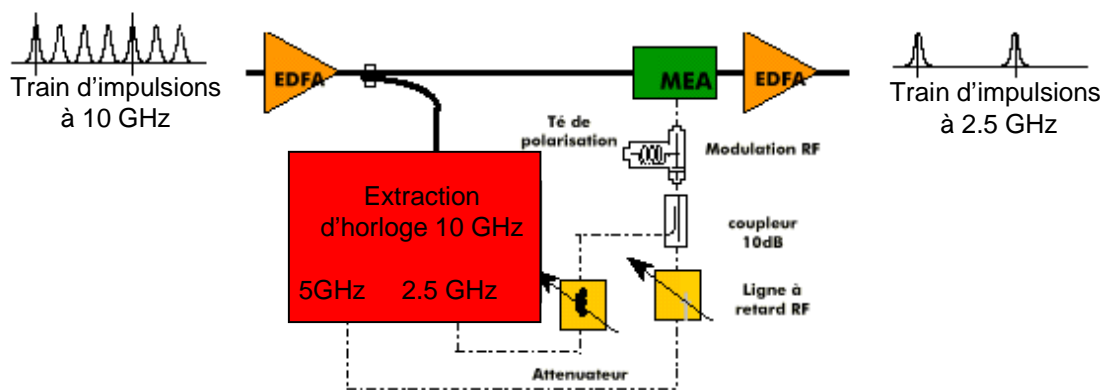 Train d'impulsions
à 10 GHz
EDFA
MEA
EDFA
Train d'impulsions
à 2.5 GHz
Té de
polarisation
Modulation RF
Extraction
d'horloge 10 GHz
5GHz 2.5 GHz
coupleur
10dB
Ligne à
retard RF
Attenuateur